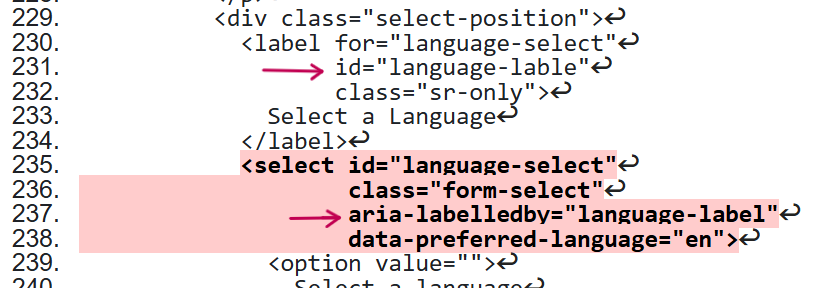 229. <div class="select-position">↩
230. <label for="language-select"↩
231. id="language-lable"↩
232. class="sr-only">↩
233. Select a Language↩
234. </label>↩
235. <select id="language-select"↩
236. class="form-select"↩
237. aria-labelledby="language-label"↩
238. data-preferred-language="en">↩
239. <option value="">↩
240. Select a language↩